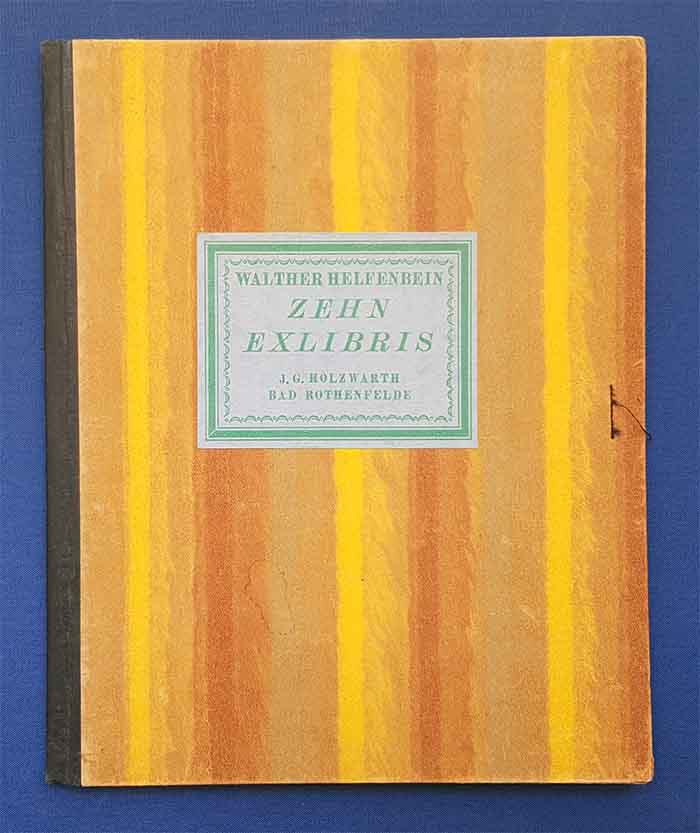 WALTHER HELFENBEIN
ZEHN
EXLIBRIS
J. G. HOLZWARTH
BAD ROTHENFELDE